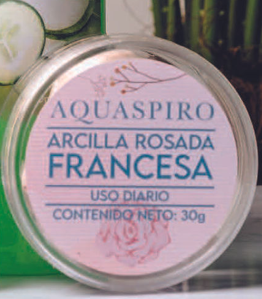 AQUASPIRO
ARCILLA ROSADA
FRANCESA
USO DIARIO
CONTENIDO NETO: 30g